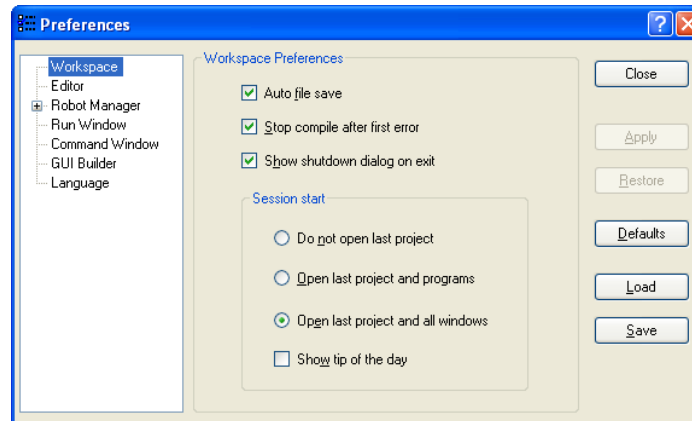 Preferences
Workspace
Editor
Robot Manager
Run Window
Command Window
GUI Builder
Language
Workspace Preferences
Auto file save
Stop compile after first error
Show shutdown dialog on exit
Session start
Do not open last project
Open last project and programs
Open last project and all windows
Show tip of the day
Close
Apply
Restore
Defaults
Load
Save